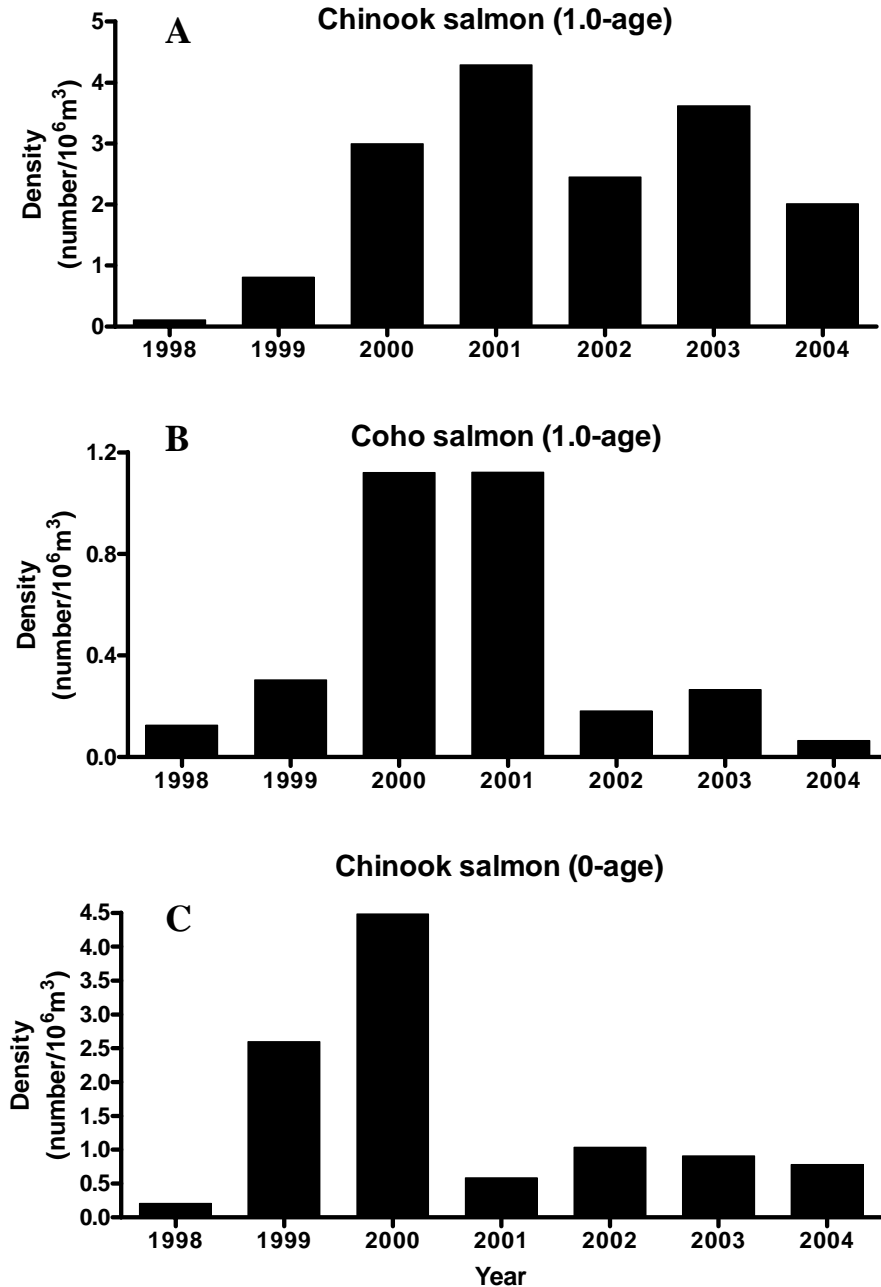 A
Chinook salmon (1.0-age)
Density
(number/10⁶m³)
5
4
3
2
1
0
1998 1999 2000 2001 2002 2003 2004
B
Coho salmon (1.0-age)
Density
(number/10⁶m³)
1.2
0.8
0.4
0.0
1998 1999 2000 2001 2002 2003 2004
Chinook salmon (0-age)
C
Density
(number/10⁶m³)
4.5
4.0
3.5
3.0
2.5
2.0
1.5
1.0
0.5
0.0
1998 1999 2000 2001 2002 2003 2004
Year